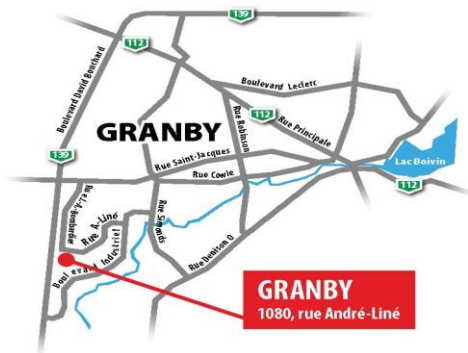 139
112
Boulevard David Bouchard
Boulevard Leclerc
GRANBY
Rue Robinson
112
Rue Principale
139
Rue Saint-Jacques
Rue Cowie
Lac Boivin
112
Rue J.-A.-Bombardier
Rue A.-Liné
Rue Simonds
Boulevard Industriel
Rue Denison O
GRANBY
1080, rue André-Liné